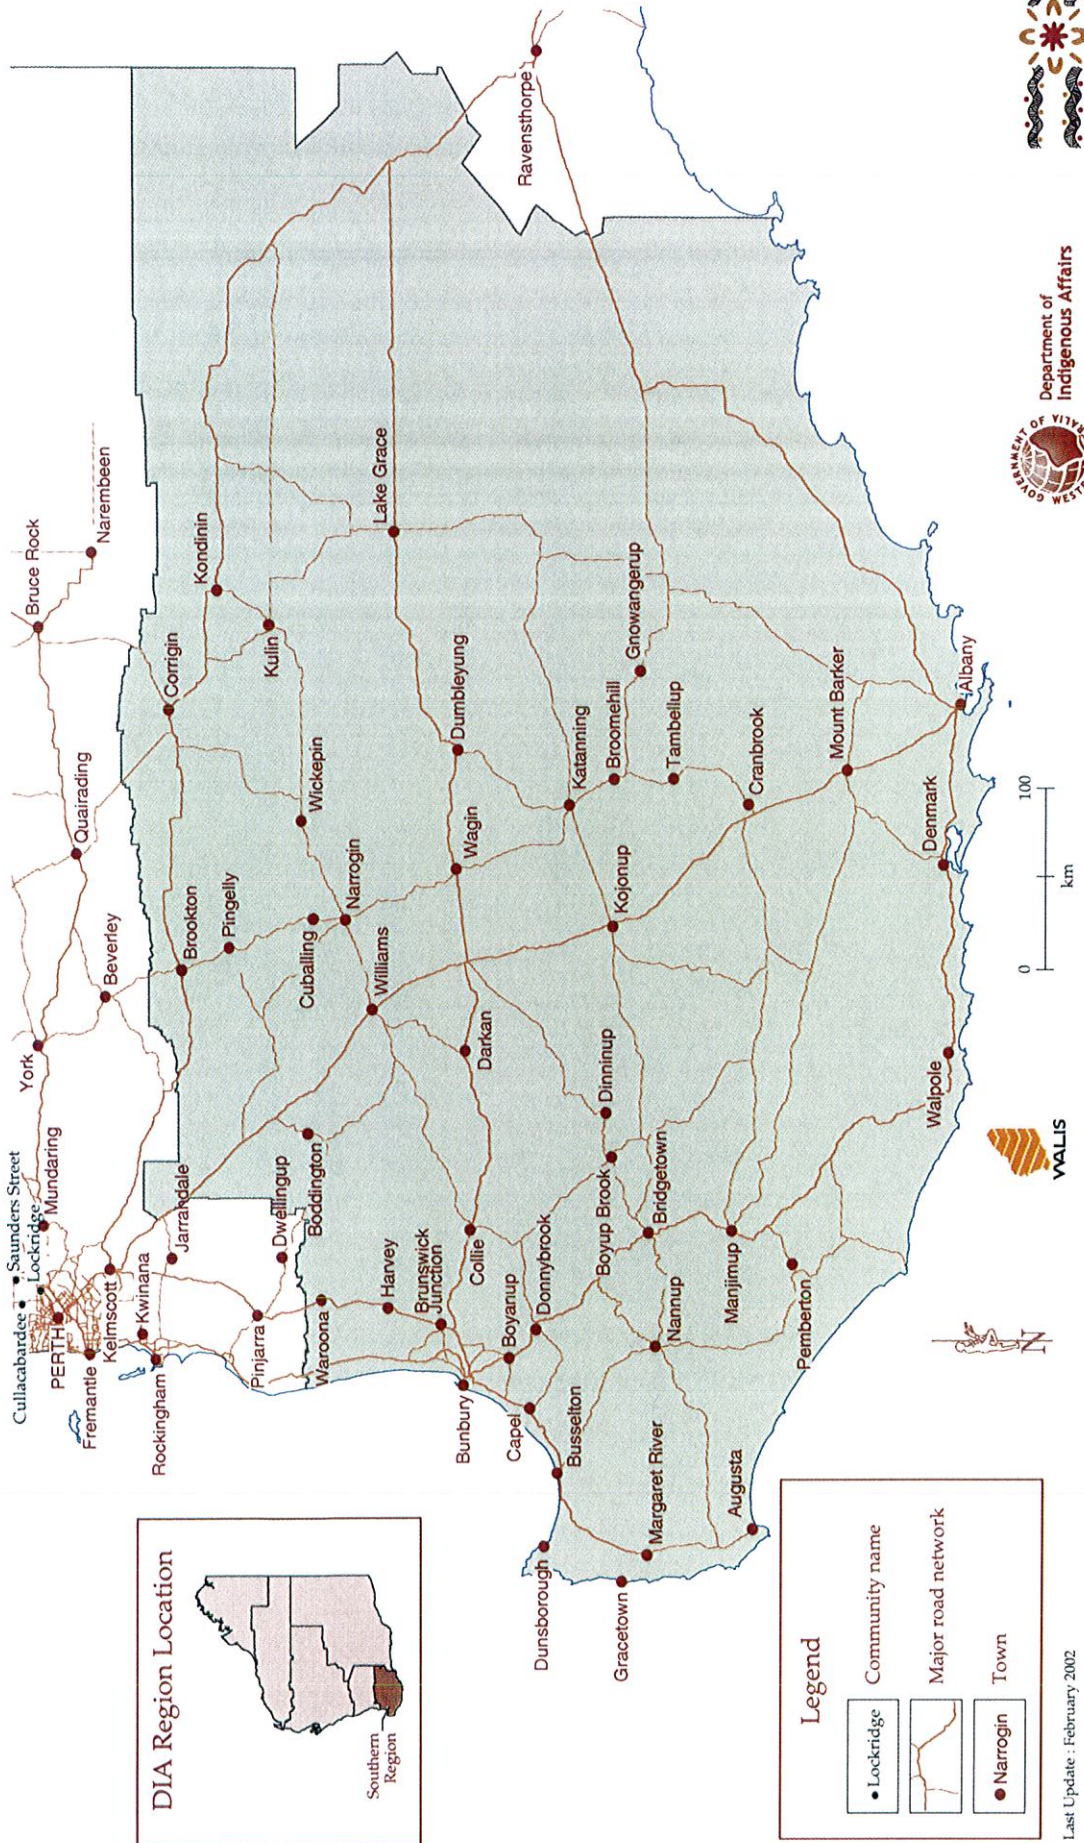 Cullacabardee
Saunders Street
Lockridge
PERTH
Mundaring
York
Bruce Rock
Quairading
Narembeen
Fremantle
Kelmscott
Beverley
Kwinana
Rockingham
Jarrahdale
Brookton
Corrigin
Pingelly
Kondinin
Pinjarra
Dwellingup
Kulin
Boddington
Cuballing
Wickepin
Waroona
Narrogin
Williams
Harvey
Lake Grace
Brunswick
Junction
Bunbury
Collie
Darkan
Wagin
Dumbleyung
Boyanup
Capel
Donnybrook
Ravensthorpe
Dunsborough
Busselton
Katanning
Boyup Brook
Dinninup
Kojonup
Broomehill
Gnowangerup
Gracetown
Margaret River
Nannup
Bridgetown
Tambellup
Augusta
Manjimup
Cranbrook
Pemberton
Mount Barker
Walpole
Denmark
Albany
DIA Region Location
Southern
Region
Legend
Lockridge
Community name
Major road network
Narrogin
Town
N
WALIS
0
100
km
GOVERNMENT OF
Department of
Indigenous Affairs
Last Update : February 2002